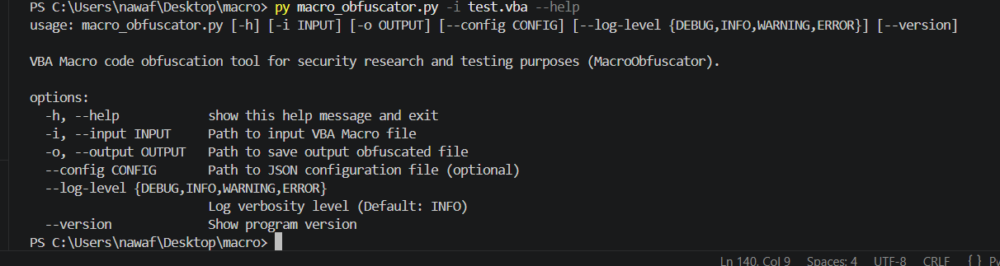 PS C:\Users\nawaf\Desktop\macro> py macro_obfuscator.py -i test.vba --help
usage: macro_obfuscator.py [-h] [-i INPUT] [-o OUTPUT] [--config CONFIG] [--log-level {DEBUG,INFO,WARNING,ERROR}] [--version]

VBA Macro code obfuscation tool for security research and testing purposes (MacroObfuscator).

options:
  -h, --help            show this help message and exit
  -i, --input INPUT     Path to input VBA Macro file
  -o, --output OUTPUT   Path to save output obfuscated file
  --config CONFIG       Path to JSON configuration file (optional)
  --log-level {DEBUG,INFO,WARNING,ERROR}
                        Log verbosity level (Default: INFO)
  --version             Show program version
PS C:\Users\nawaf\Desktop\macro>
Ln 140, Col 9 Spaces: 4 UTF-8 CRLF { } Py